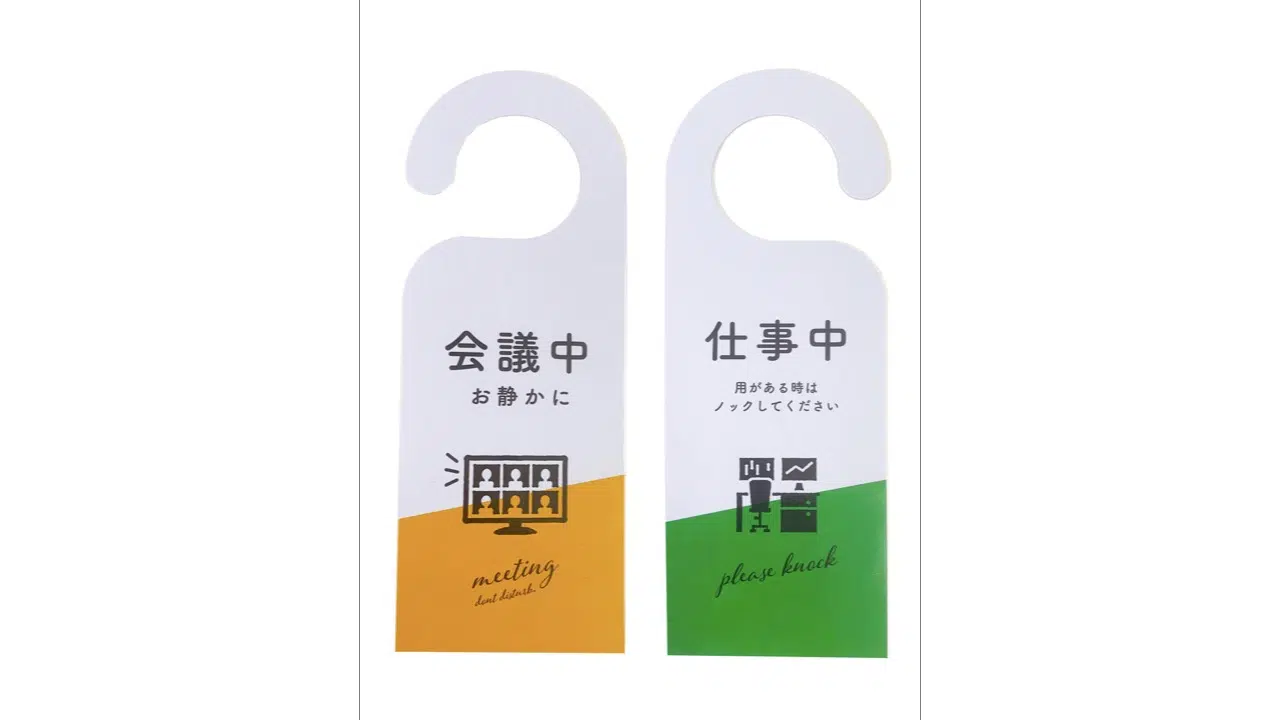 会議中
お静かに
meeting
dont disturb.
仕事中
用がある時は
ノックしてください
please knock